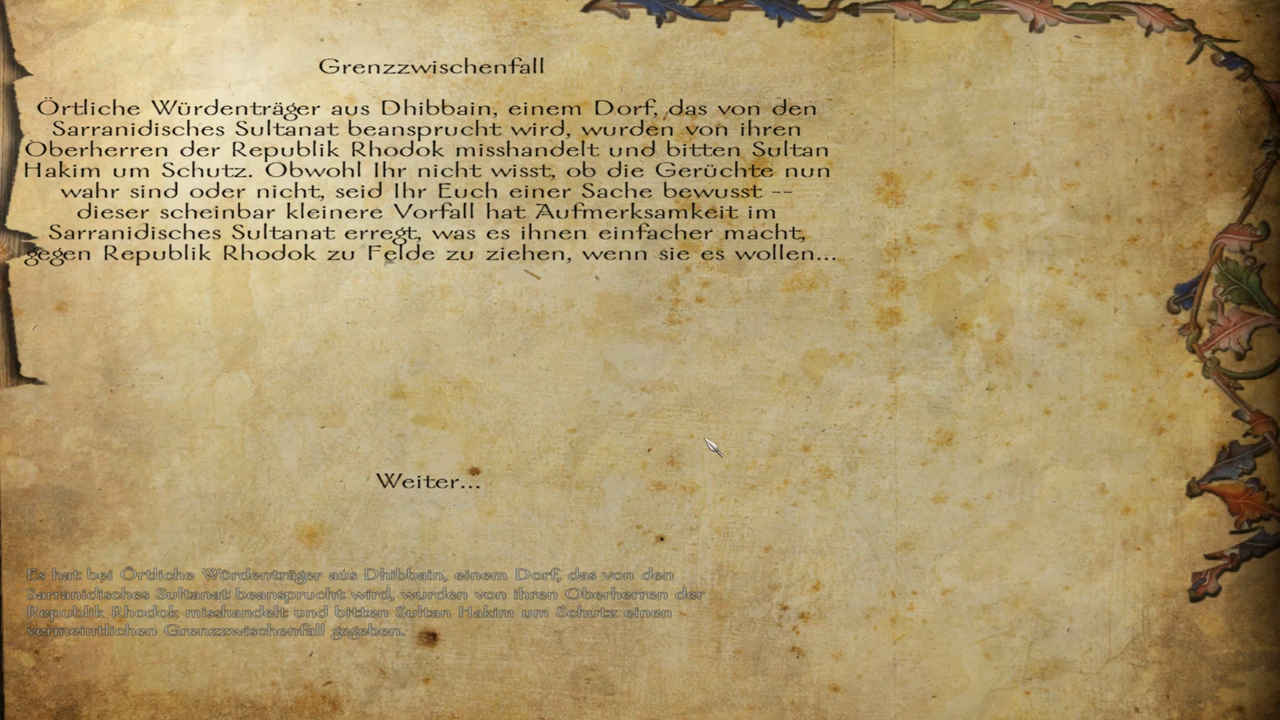 Grenzzwischenfall
Örtliche Würdenträger aus Dhibbain, einem Dorf, das von den
Sarranidisches Sultanat beansprucht wird, wurden von ihren
Oberherren der Republik Rhodok misshandelt und bitten Sultan
Hakim um Schutz. Obwohl Ihr nicht wisst, ob die Gerüchte nun
wahr sind oder nicht, seid Ihr Euch einer Sache bewusst --
dieser scheinbar kleinere Vorfall hat Aufmerksamkeit im
Sarranidisches Sultanat erregt, was es ihnen einfacher macht,
gegen Republik Rhodok zu Felde zu ziehen, wenn sie es wollen...
Weiter...
Es hat bei Örtliche Würdenträger aus Dhibbain, einem Dorf, das von den
Sarranidisches Sultanat beansprucht wird, wurden von ihren Oberherren der
Republik Rhodok misshandelt und bitten Sultan Hakim um Schutz einen
vermeintlichen Grenzzwischenfall gegeben.